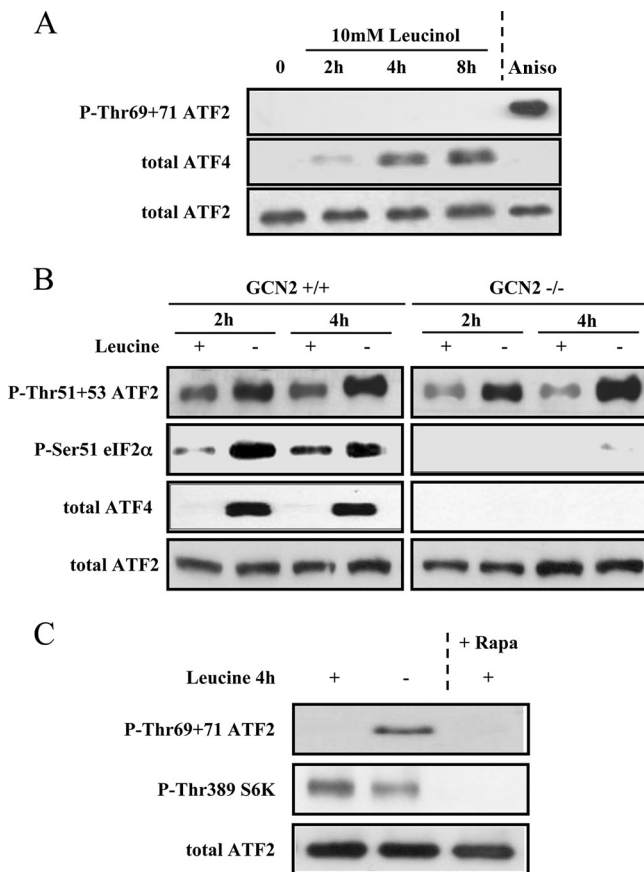 A
10mM Leucinol
0 2h 4h 8h Aniso
P-Thr69+71 ATF2
total ATF4
total ATF2
B
GCN2 +/+ GCN2 -/-
2h 4h 2h 4h
Leucine + - + - + - + -
P-Thr51+53 ATF2
P-Ser51 eIF2α
total ATF4
total ATF2
C
+ Rapa
Leucine 4h + - +
P-Thr69+71 ATF2
P-Thr389 S6K
total ATF2